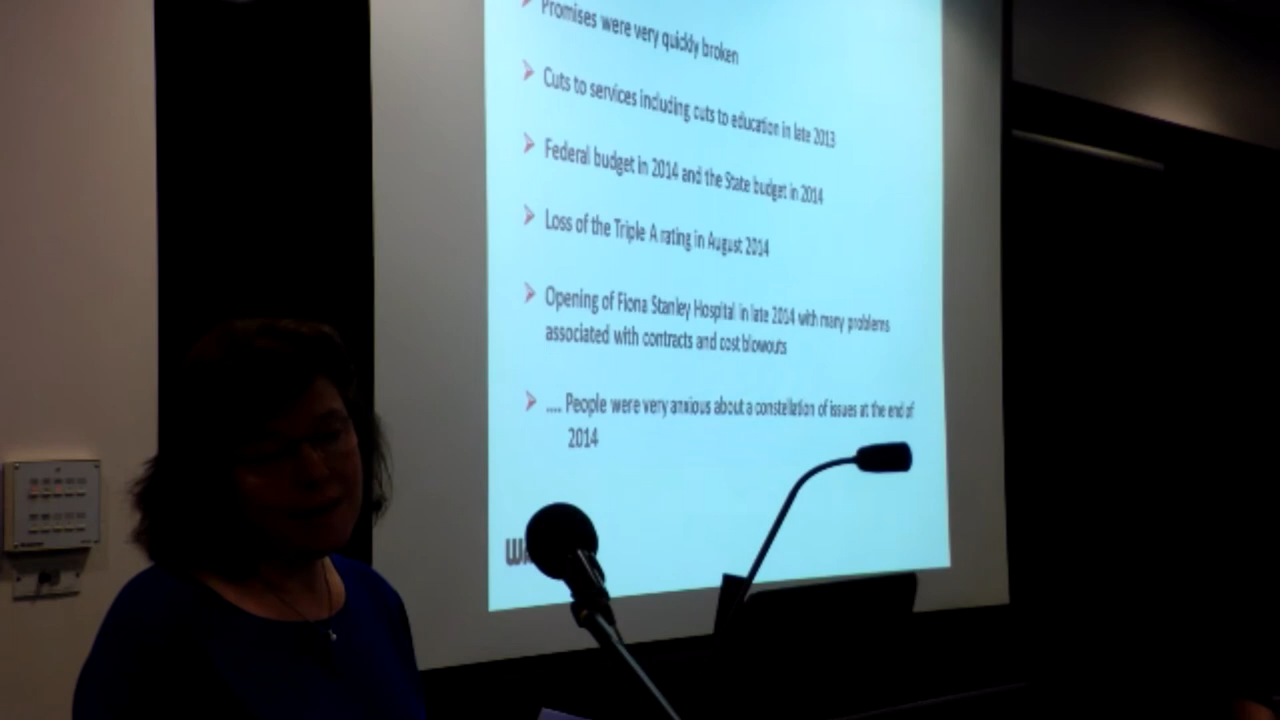 Promises were very quickly broken
Cuts to services including cuts to education in late 2013
Federal budget in 2014 and the State budget in 2014
Loss of the Triple A rating in August 2014
Opening of Fiona Stanley Hospital in late 2014 with many problems
associated with contracts and cost blowouts
.... People were very anxious about a constellation of issues at the end of
2014